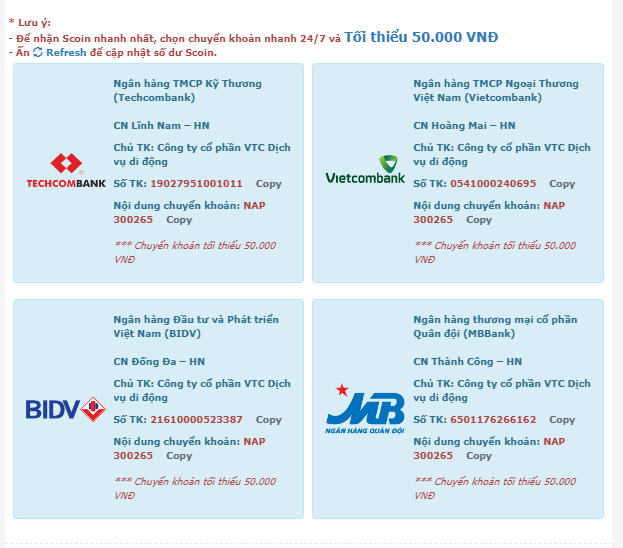 * Lưu ý:
- Để nhận Scoin nhanh nhất, chọn chuyển khoản nhanh 24/7 và Tối thiểu 50.000 VNĐ
- Ấn Refresh để cập nhật số dư Scoin.
TECHCOMBANK
Ngân hàng TMCP Kỹ Thương
(Techcombank)
CN Lĩnh Nam – HN
Chủ TK: Công ty cổ phần VTC Dịch
vụ di động
Số TK: 19027951001011 Copy
Nội dung chuyển khoản: NAP
300265 Copy
*** Chuyển khoản tối thiểu 50.000
VNĐ
Vietcombank
Ngân hàng TMCP Ngoại Thương
Việt Nam (Vietcombank)
CN Hoàng Mai – HN
Chủ TK: Công ty cổ phần VTC Dịch
vụ di động
Số TK: 0541000240695 Copy
Nội dung chuyển khoản: NAP
300265 Copy
*** Chuyển khoản tối thiểu 50.000
VNĐ
BIDV
Ngân hàng Đầu tư và Phát triển
Việt Nam (BIDV)
CN Đống Đa – HN
Chủ TK: Công ty cổ phần VTC Dịch
vụ di động
Số TK: 21610000523387 Copy
Nội dung chuyển khoản: NAP
300265 Copy
*** Chuyển khoản tối thiểu 50.000
VNĐ
MB
NGÂN HÀNG QUÂN ĐỘI
Ngân hàng thương mại cổ phần
Quân đội (MBBank)
CN Thành Công – HN
Chủ TK: Công ty cổ phần VTC Dịch
vụ di động
Số TK: 6501176266162 Copy
Nội dung chuyển khoản: NAP
300265 Copy
*** Chuyển khoản tối thiểu 50.000
VNĐ